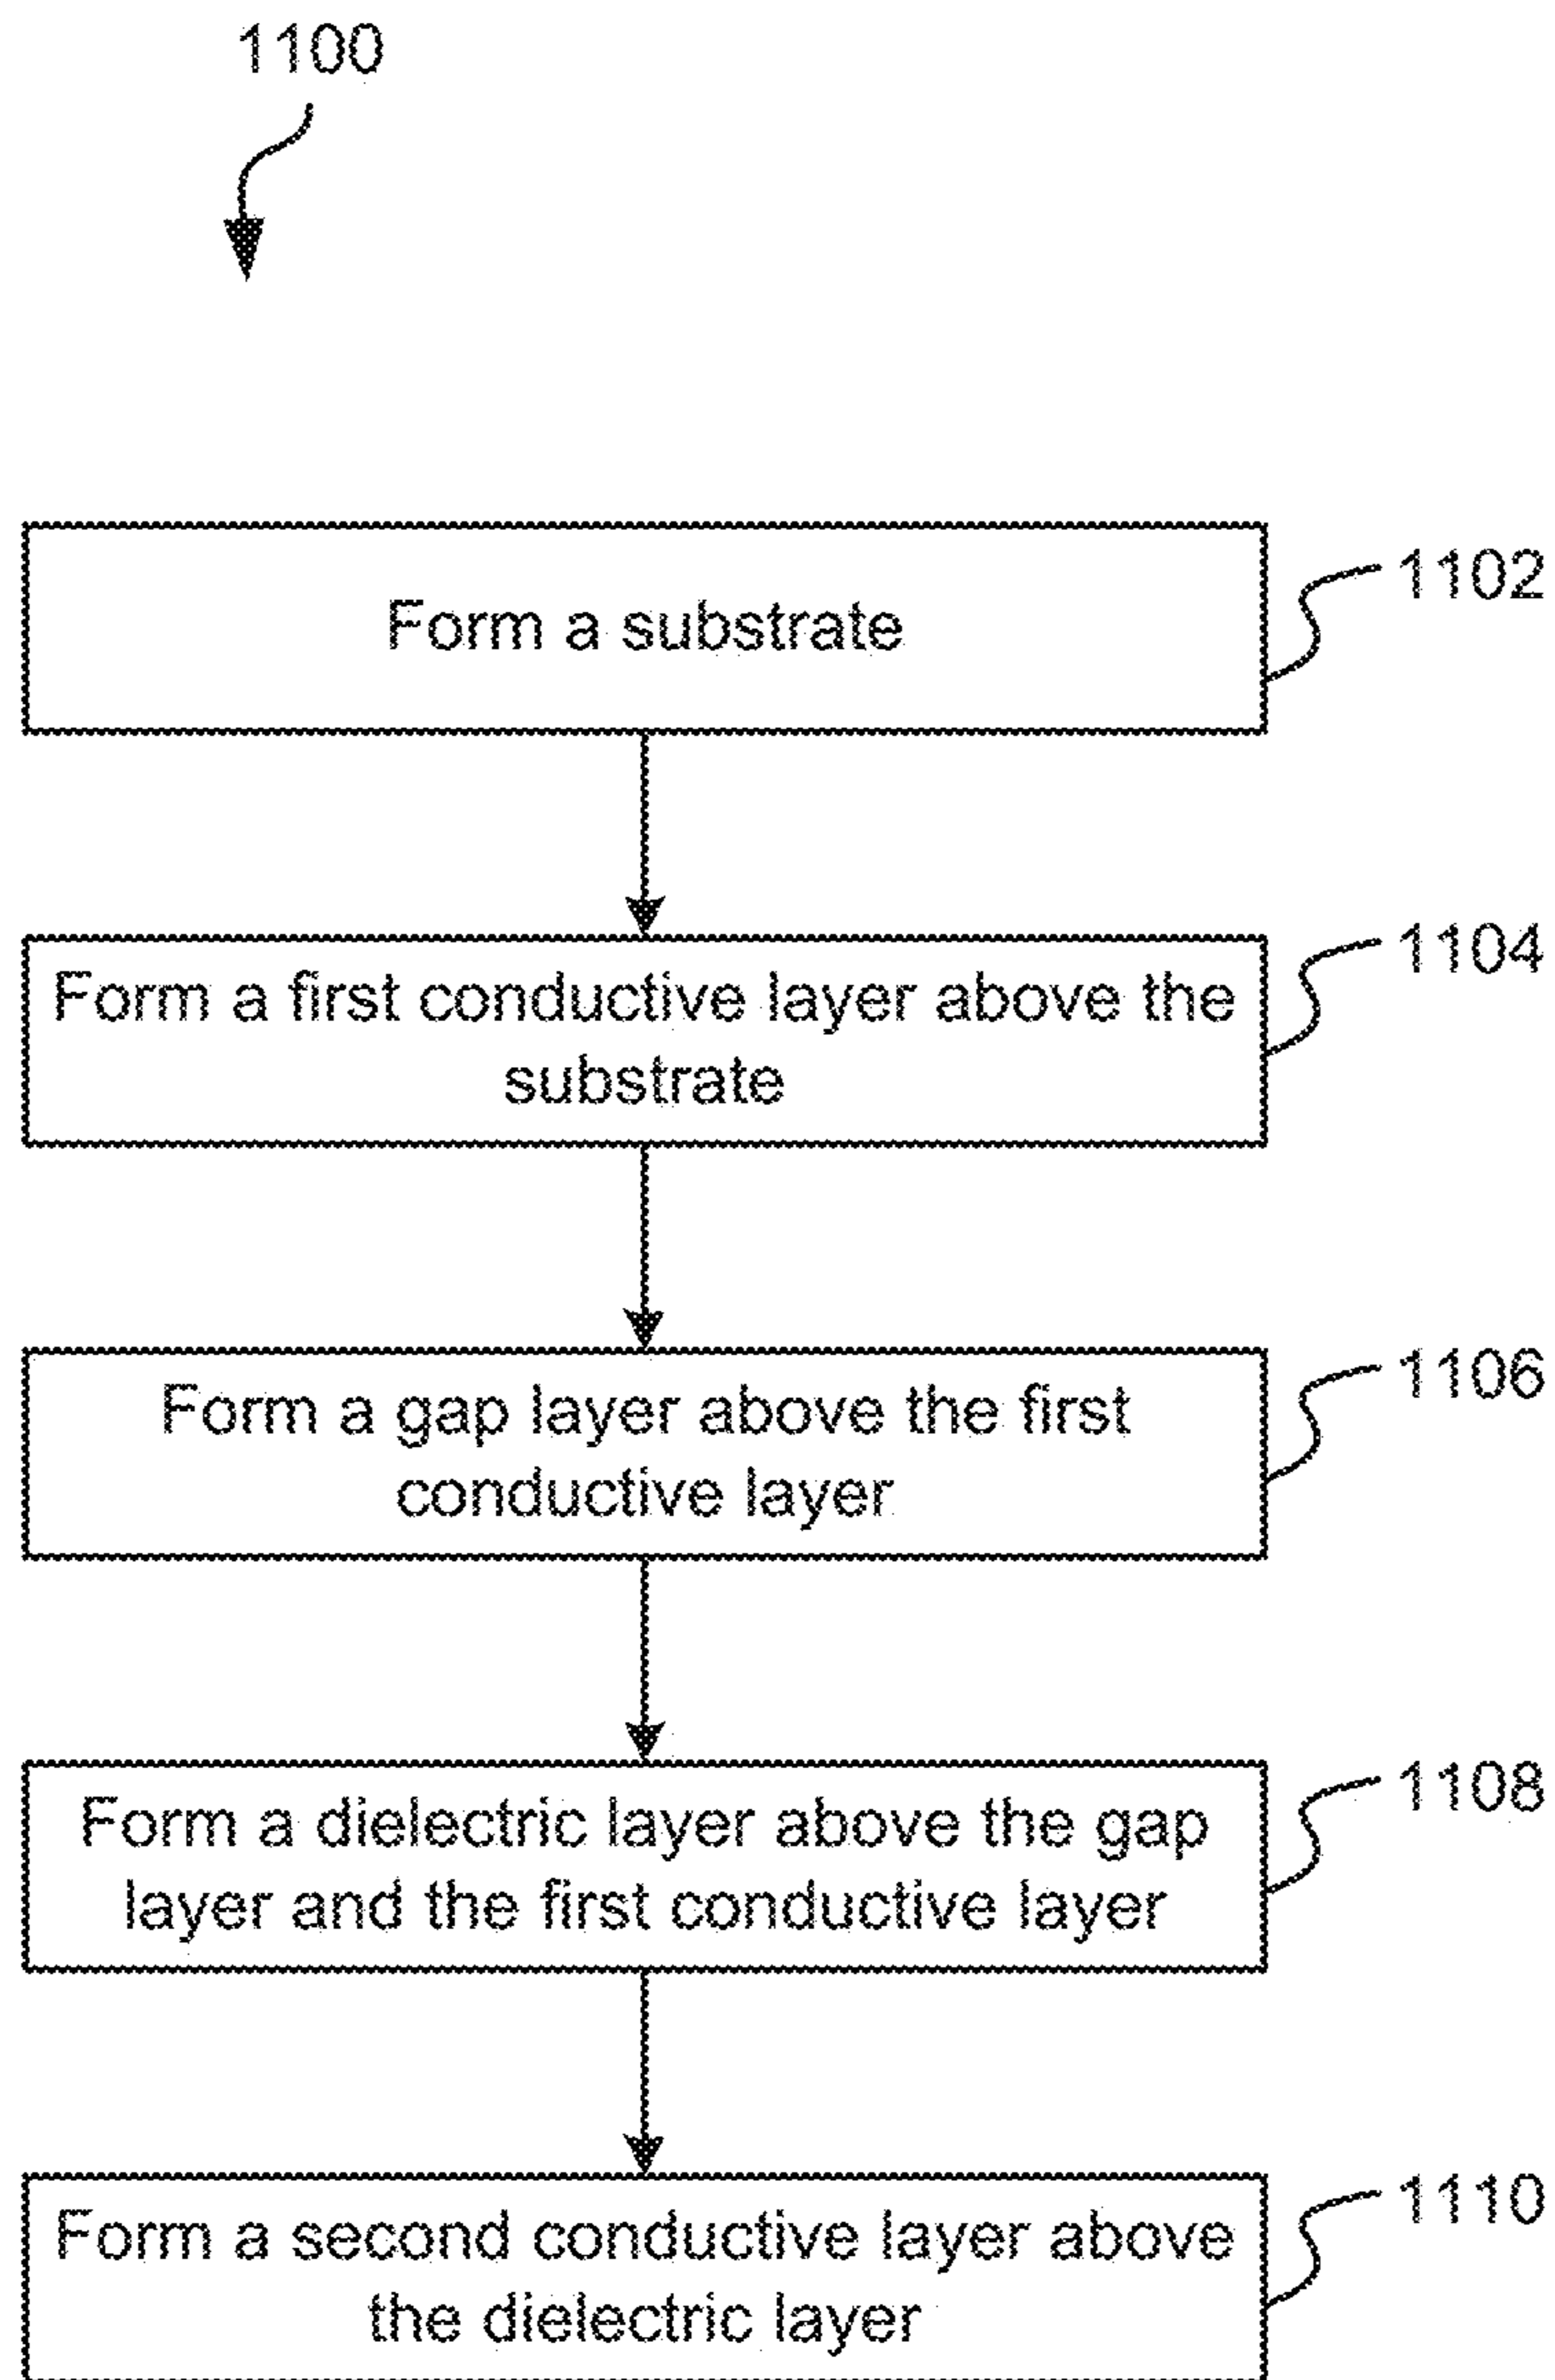 1100
Form a substrate
1102
Form a first conductive layer above the
substrate
1104
Form a gap layer above the first
conductive layer
1106
Form a dielectric layer above the gap
layer and the first conductive layer
1108
Form a second conductive layer above
the dielectric layer
1110